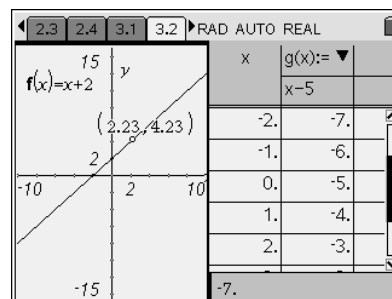 2.3 2.4 3.1 3.2 RAD AUTO REAL
15 y
f(x)=x+2
(2.23,4.23)
2
-10 2 10
-15
x g(x):= ▼
x-5
-2. -7.
-1. -6.
0. -5.
1. -4.
2. -3.
-7.